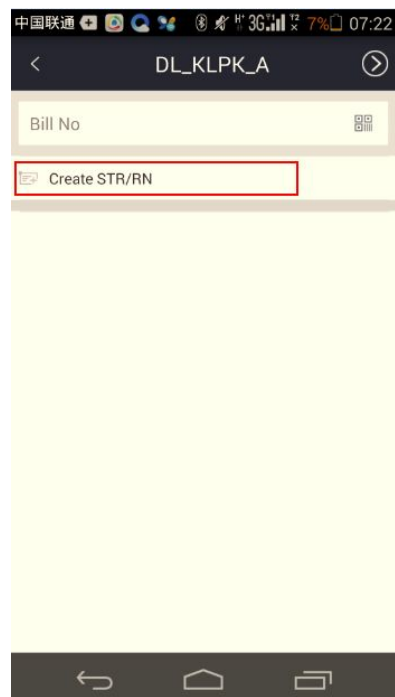 中国联通 3G 7% 07:22
DL_KLPK_A
Bill No
Create STR/RN